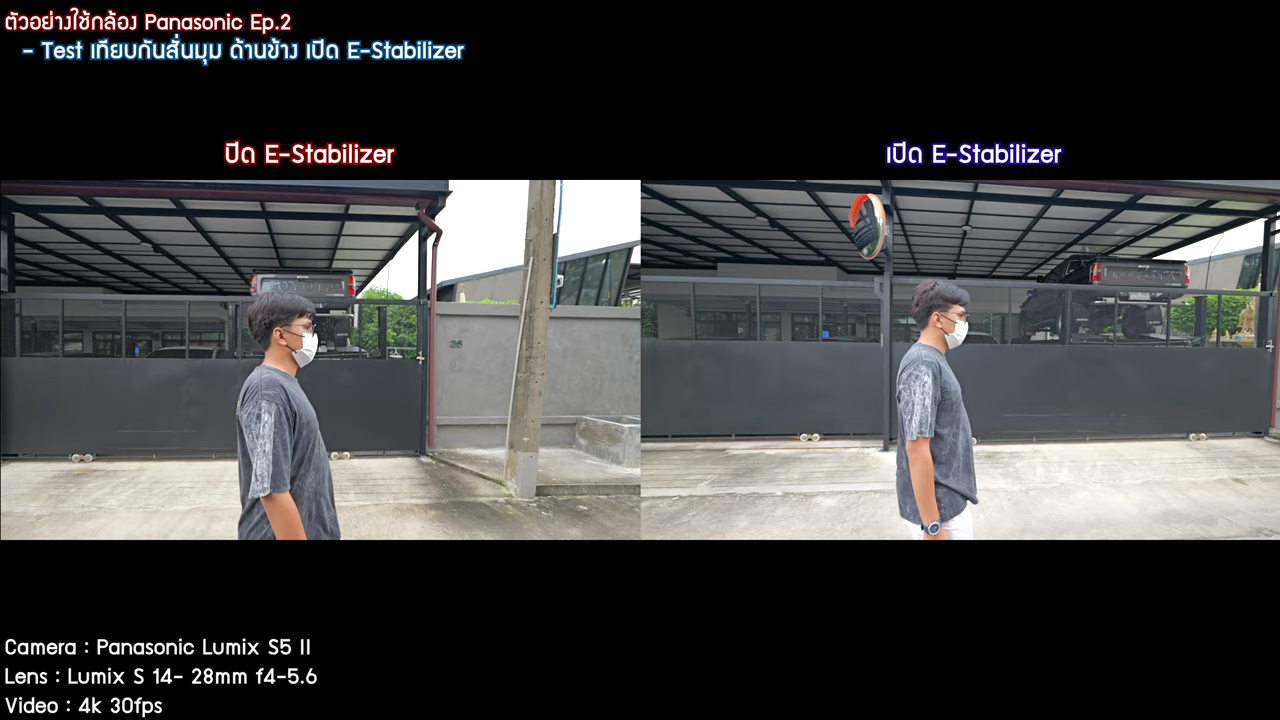 ตัวอย่างใช้กล้อง Panasonic Ep.2
- Test เทียบกันสั่นมุม ด้านข้าง เปิด E-Stabilizer
ปิด E-Stabilizer
เปิด E-Stabilizer
36
Camera : Panasonic Lumix S5 II
Lens : Lumix S 14- 28mm f4-5.6
Video : 4k 30fps